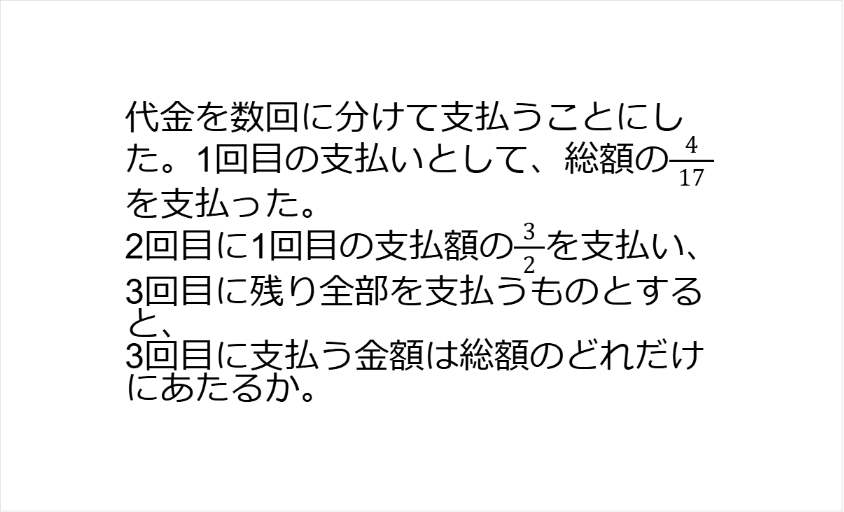 代金を数回に分けて支払うことにし
た。1回目の支払いとして、総額の4/17
を支払った。
2回目に1回目の支払額の3/2を支払い、
3回目に残り全部を支払うものとする
と、
3回目に支払う金額は総額のどれだけ
にあたるか。